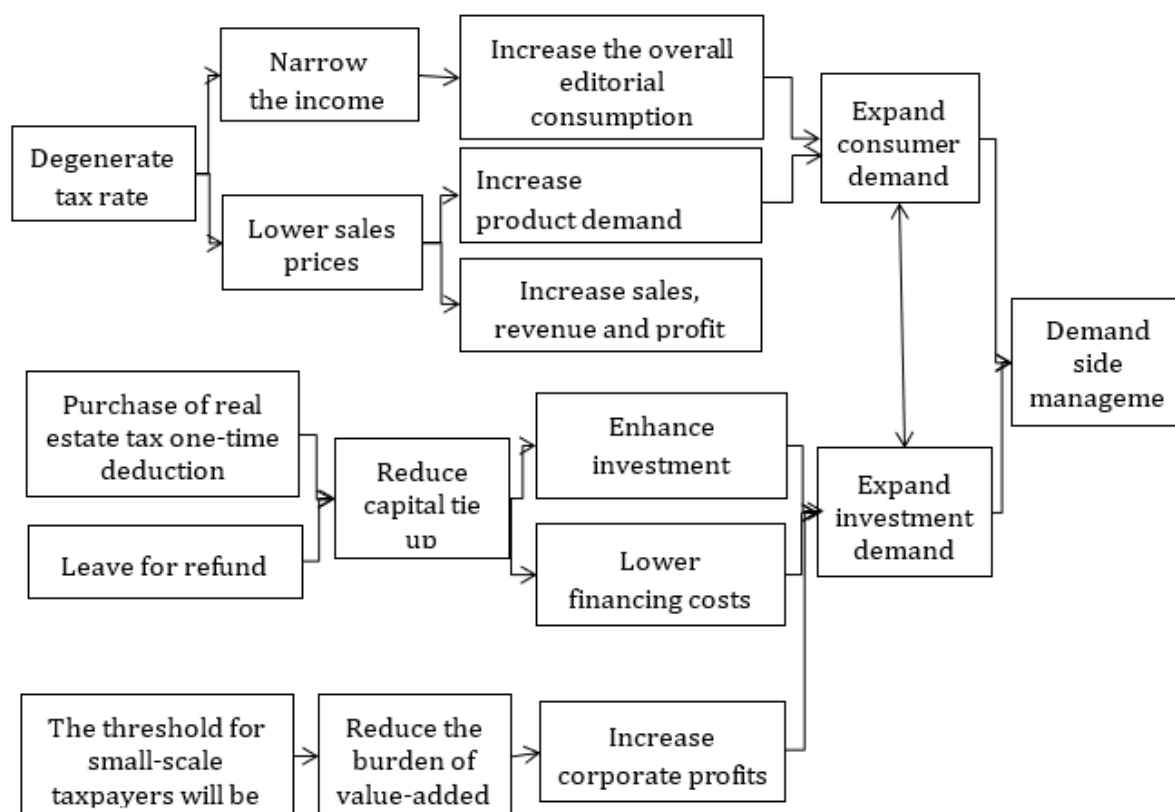 Narrow
the income
Increase the overall
editorial
consumption
Degenerate
tax rate
Expand
consumer
demand
Increase
product demand
Lower sales
prices
Increase sales,
revenue and profit
Demand
side
manageme
Purchase of real
estate tax one-time
deduction
Enhance
investment
Reduce
capital tie
up
Expand
investment
demand
Leave for refund
Lower
financing costs
The threshold for
small-scale
taxpayers will be
Reduce the
burden of
value-added
Increase
corporate profits